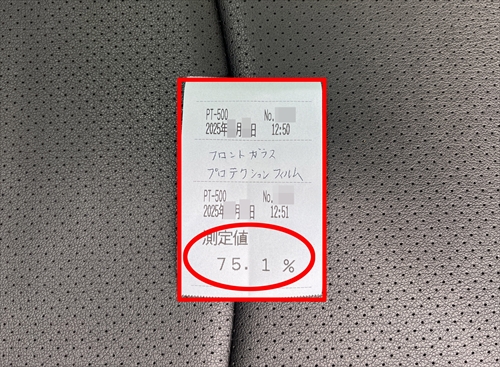 PT-500 No.
2025年 月 日 12:50
フロントガラス
プロテクションフィルム
PT-500 No.
2025年 月 日 12:51
測定値
75.1 %